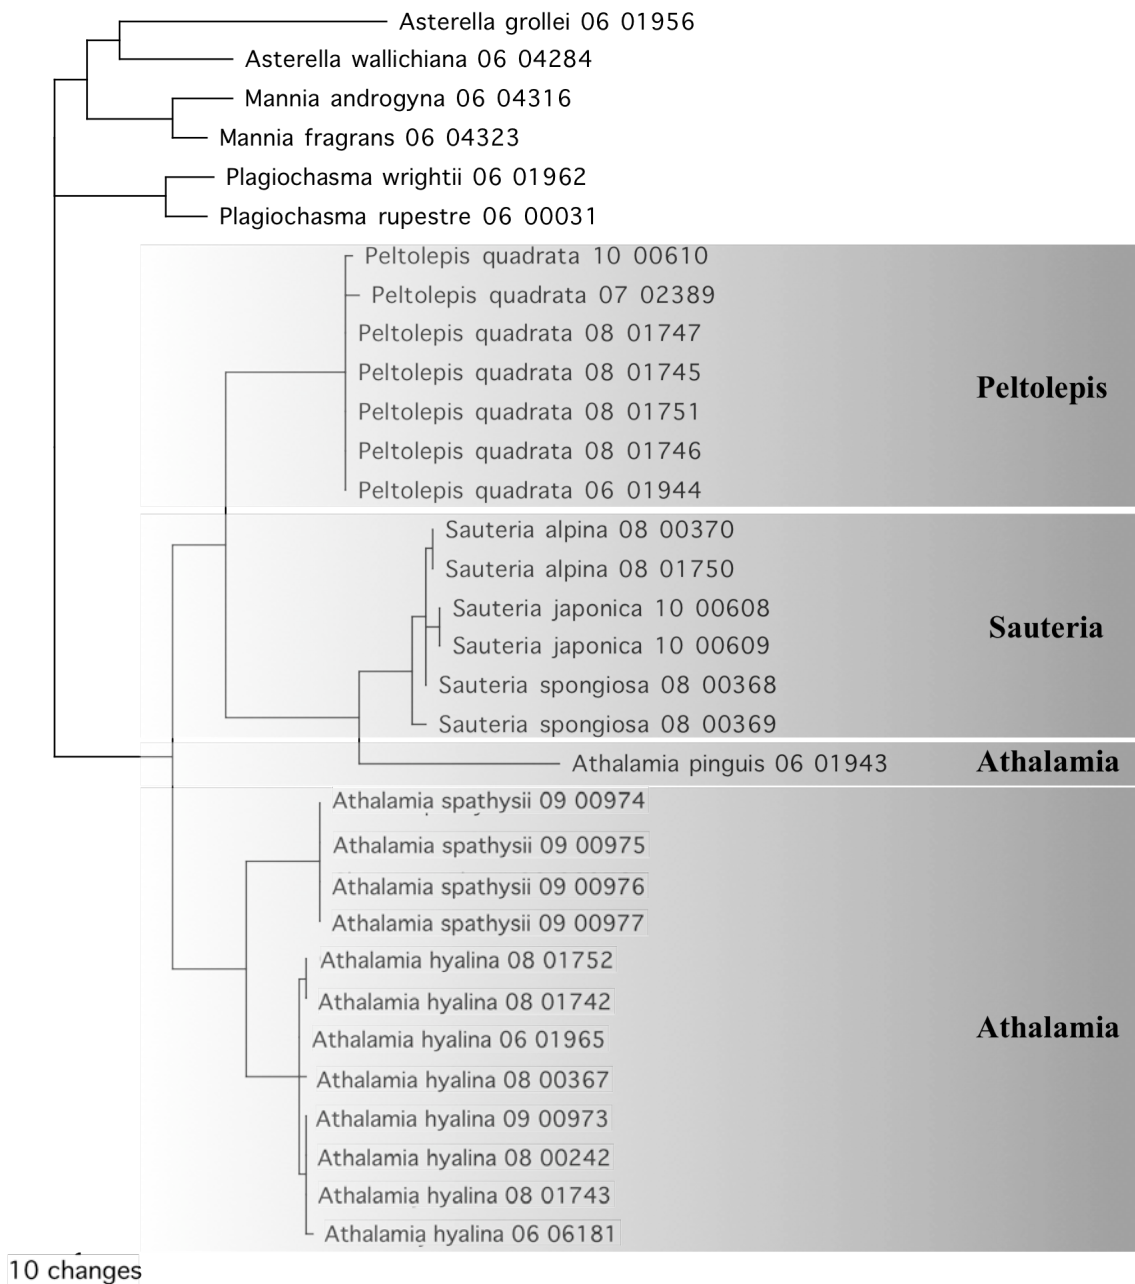 Asterella grollei 06 01956
Asterella wallichiana 06 04284
Mannia androgyna 06 04316
Mannia fragrans 06 04323
Plagiochasma wrightii 06 01962
Plagiochasma rupestre 06 00031
Peltolepis quadrata 10 00610
Peltolepis quadrata 07 02389
Peltolepis quadrata 08 01747
Peltolepis quadrata 08 01745
Peltolepis
Peltolepis quadrata 08 01751
Peltolepis quadrata 08 01746
Peltolepis quadrata 06 01944
Sauteria alpina 08 00370
Sauteria alpina 08 01750
Sauteria japonica 10 00608
Sauteria
Sauteria japonica 10 00609
Sauteria spongiosa 08 00368
Sauteria spongiosa 08 00369
Athalamia pinguis 06 01943 Athalamia
Athalamia spathysii 09 00974
Athalamia spathysii 09 00975
Athalamia spathysii 09 00976
Athalamia spathysii 09 00977
Athalamia hyalina 08 01752
Athalamia hyalina 08 01742
Athalamia
Athalamia hyalina 06 01965
Athalamia hyalina 08 00367
Athalamia hyalina 09 00973
Athalamia hyalina 08 00242
Athalamia hyalina 08 01743
Athalamia hyalina 06 06181
10 changes